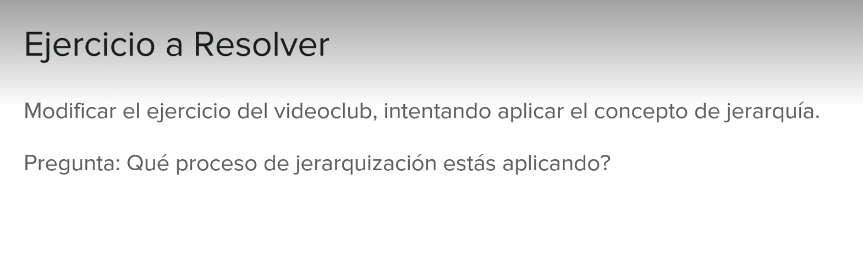 Ejercicio a Resolver
Modificar el ejercicio del videoclub, intentando aplicar el concepto de jerarquía.
Pregunta: Qué proceso de jerarquización estás aplicando?